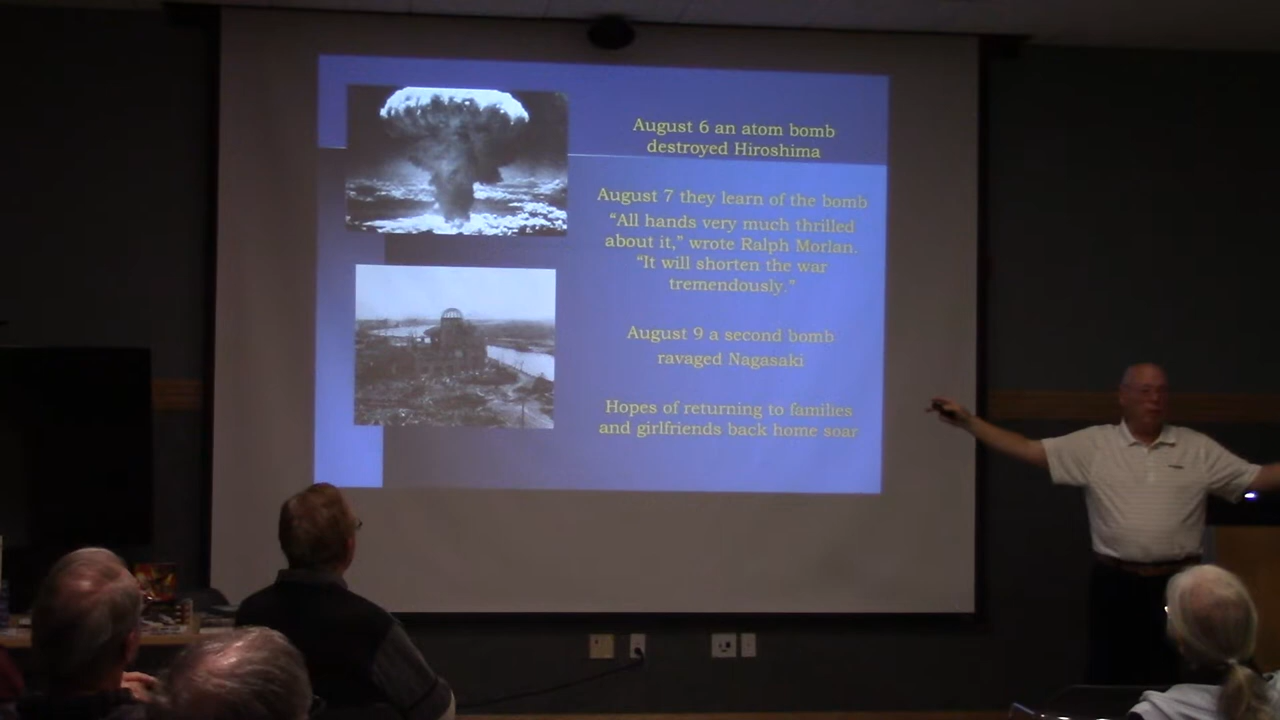 August 6 an atom bomb
destroyed Hiroshima
August 7 they learn of the bomb
“All hands very much thrilled
about it,” wrote Ralph Morlan.
“It will shorten the war
tremendously.”
August 9 a second bomb
ravaged Nagasaki
Hopes of returning to families
and girlfriends back home soar